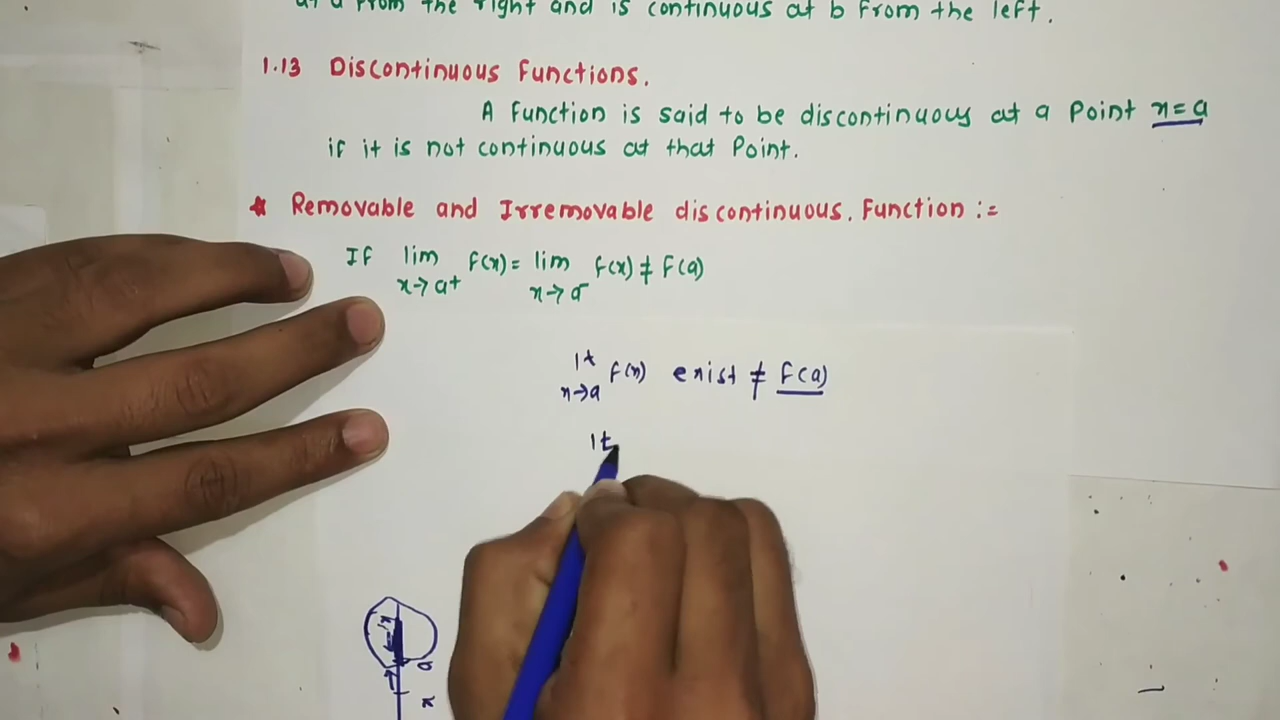 at a from the right and is continuous at b from the left.
1.13 Discontinuous Functions.
A Function is said to be discontinuous at a Point x = a
if it is not continuous at that Point.
* Removable and Irremovable discontinuous. Function :=
If lim x→a+ f(x) = lim x→a- f(x) ≠ F(a)
lt x→a f(x) exist ≠ F(a)
lt
a
x